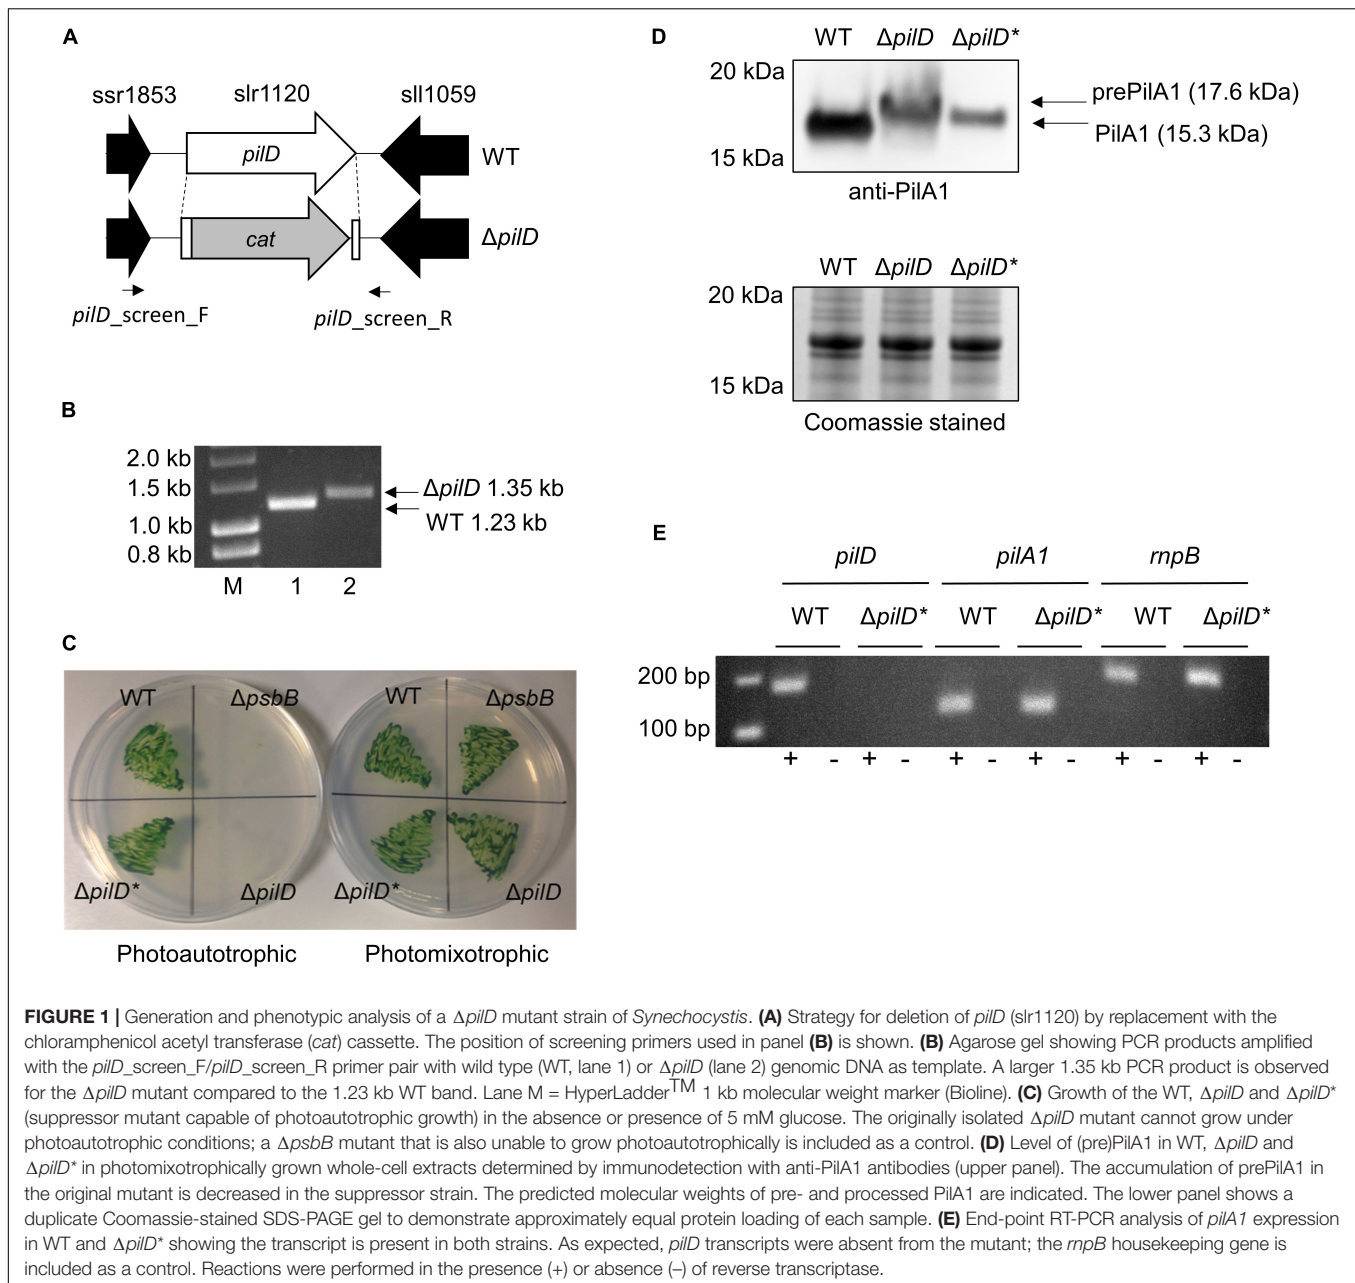 A
ssr1853 slr1120 sll1059
pilD WT
cat ΔpilD
pilD_screen_F pilD_screen_R
B
2.0 kb
1.5 kb
1.0 kb
0.8 kb
ΔpilD 1.35 kb
WT 1.23 kb
M 1 2
C
WT ΔpsbB WT ΔpsbB
ΔpilD* ΔpilD ΔpilD* ΔpilD
Photoautotrophic Photomixotrophic
D
WT ΔpilD ΔpilD*
20 kDa
15 kDa
prePilA1 (17.6 kDa)
PilA1 (15.3 kDa)
anti-PilA1
WT ΔpilD ΔpilD*
20 kDa
15 kDa
Coomassie stained
E
pilD pilA1 rnpB
WT ΔpilD* WT ΔpilD* WT ΔpilD*
200 bp
100 bp
+ - + - + - + - + - + -
FIGURE 1 | Generation and phenotypic analysis of a ΔpilD mutant strain of Synechocystis. (A) Strategy for deletion of pilD (slr1120) by replacement with the
chloramphenicol acetyl transferase (cat) cassette. The position of screening primers used in panel (B) is shown. (B) Agarose gel showing PCR products amplified
with the pilD_screen_F/pilD_screen_R primer pair with wild type (WT, lane 1) or ΔpilD (lane 2) genomic DNA as template. A larger 1.35 kb PCR product is observed
for the ΔpilD mutant compared to the 1.23 kb WT band. Lane M = HyperLadder™ 1 kb molecular weight marker (Bioline). (C) Growth of the WT, ΔpilD and ΔpilD*
(suppressor mutant capable of photoautotrophic growth) in the absence or presence of 5 mM glucose. The originally isolated ΔpilD mutant cannot grow under
photoautotrophic conditions; a ΔpsbB mutant that is also unable to grow photoautotrophically is included as a control. (D) Level of (pre)PilA1 in WT, ΔpilD and
ΔpilD* in photomixotrophically grown whole-cell extracts determined by immunodetection with anti-PilA1 antibodies (upper panel). The accumulation of prePilA1 in
the original mutant is decreased in the suppressor strain. The predicted molecular weights of pre- and processed PilA1 are indicated. The lower panel shows a
duplicate Coomassie-stained SDS-PAGE gel to demonstrate approximately equal protein loading of each sample. (E) End-point RT-PCR analysis of pilA1 expression
in WT and ΔpilD* showing the transcript is present in both strains. As expected, pilD transcripts were absent from the mutant; the rnpB housekeeping gene is
included as a control. Reactions were performed in the presence (+) or absence (–) of reverse transcriptase.